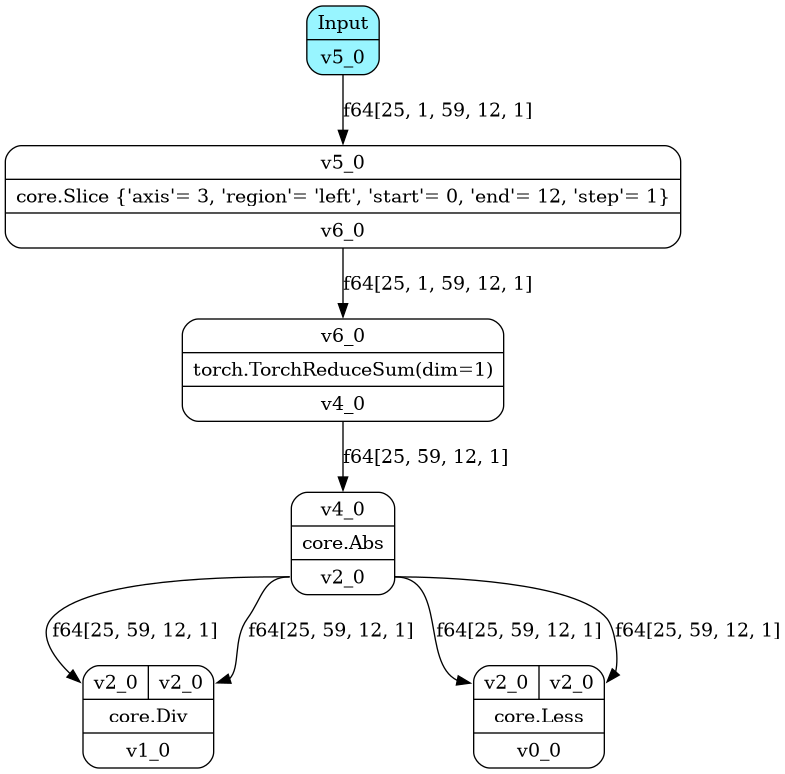 Input
v5_0
f64[25, 1, 59, 12, 1]
v5_0
core.Slice {'axis'= 3, 'region'= 'left', 'start'= 0, 'end'= 12, 'step'= 1}
v6_0
f64[25, 1, 59, 12, 1]
v6_0
torch.TorchReduceSum(dim=1)
v4_0
f64[25, 59, 12, 1]
v4_0
core.Abs
v2_0
f64[25, 59, 12, 1] f64[25, 59, 12, 1] f64[25, 59, 12, 1] f64[25, 59, 12, 1]
v2_0 v2_0 v2_0 v2_0
core.Div core.Less
v1_0 v0_0